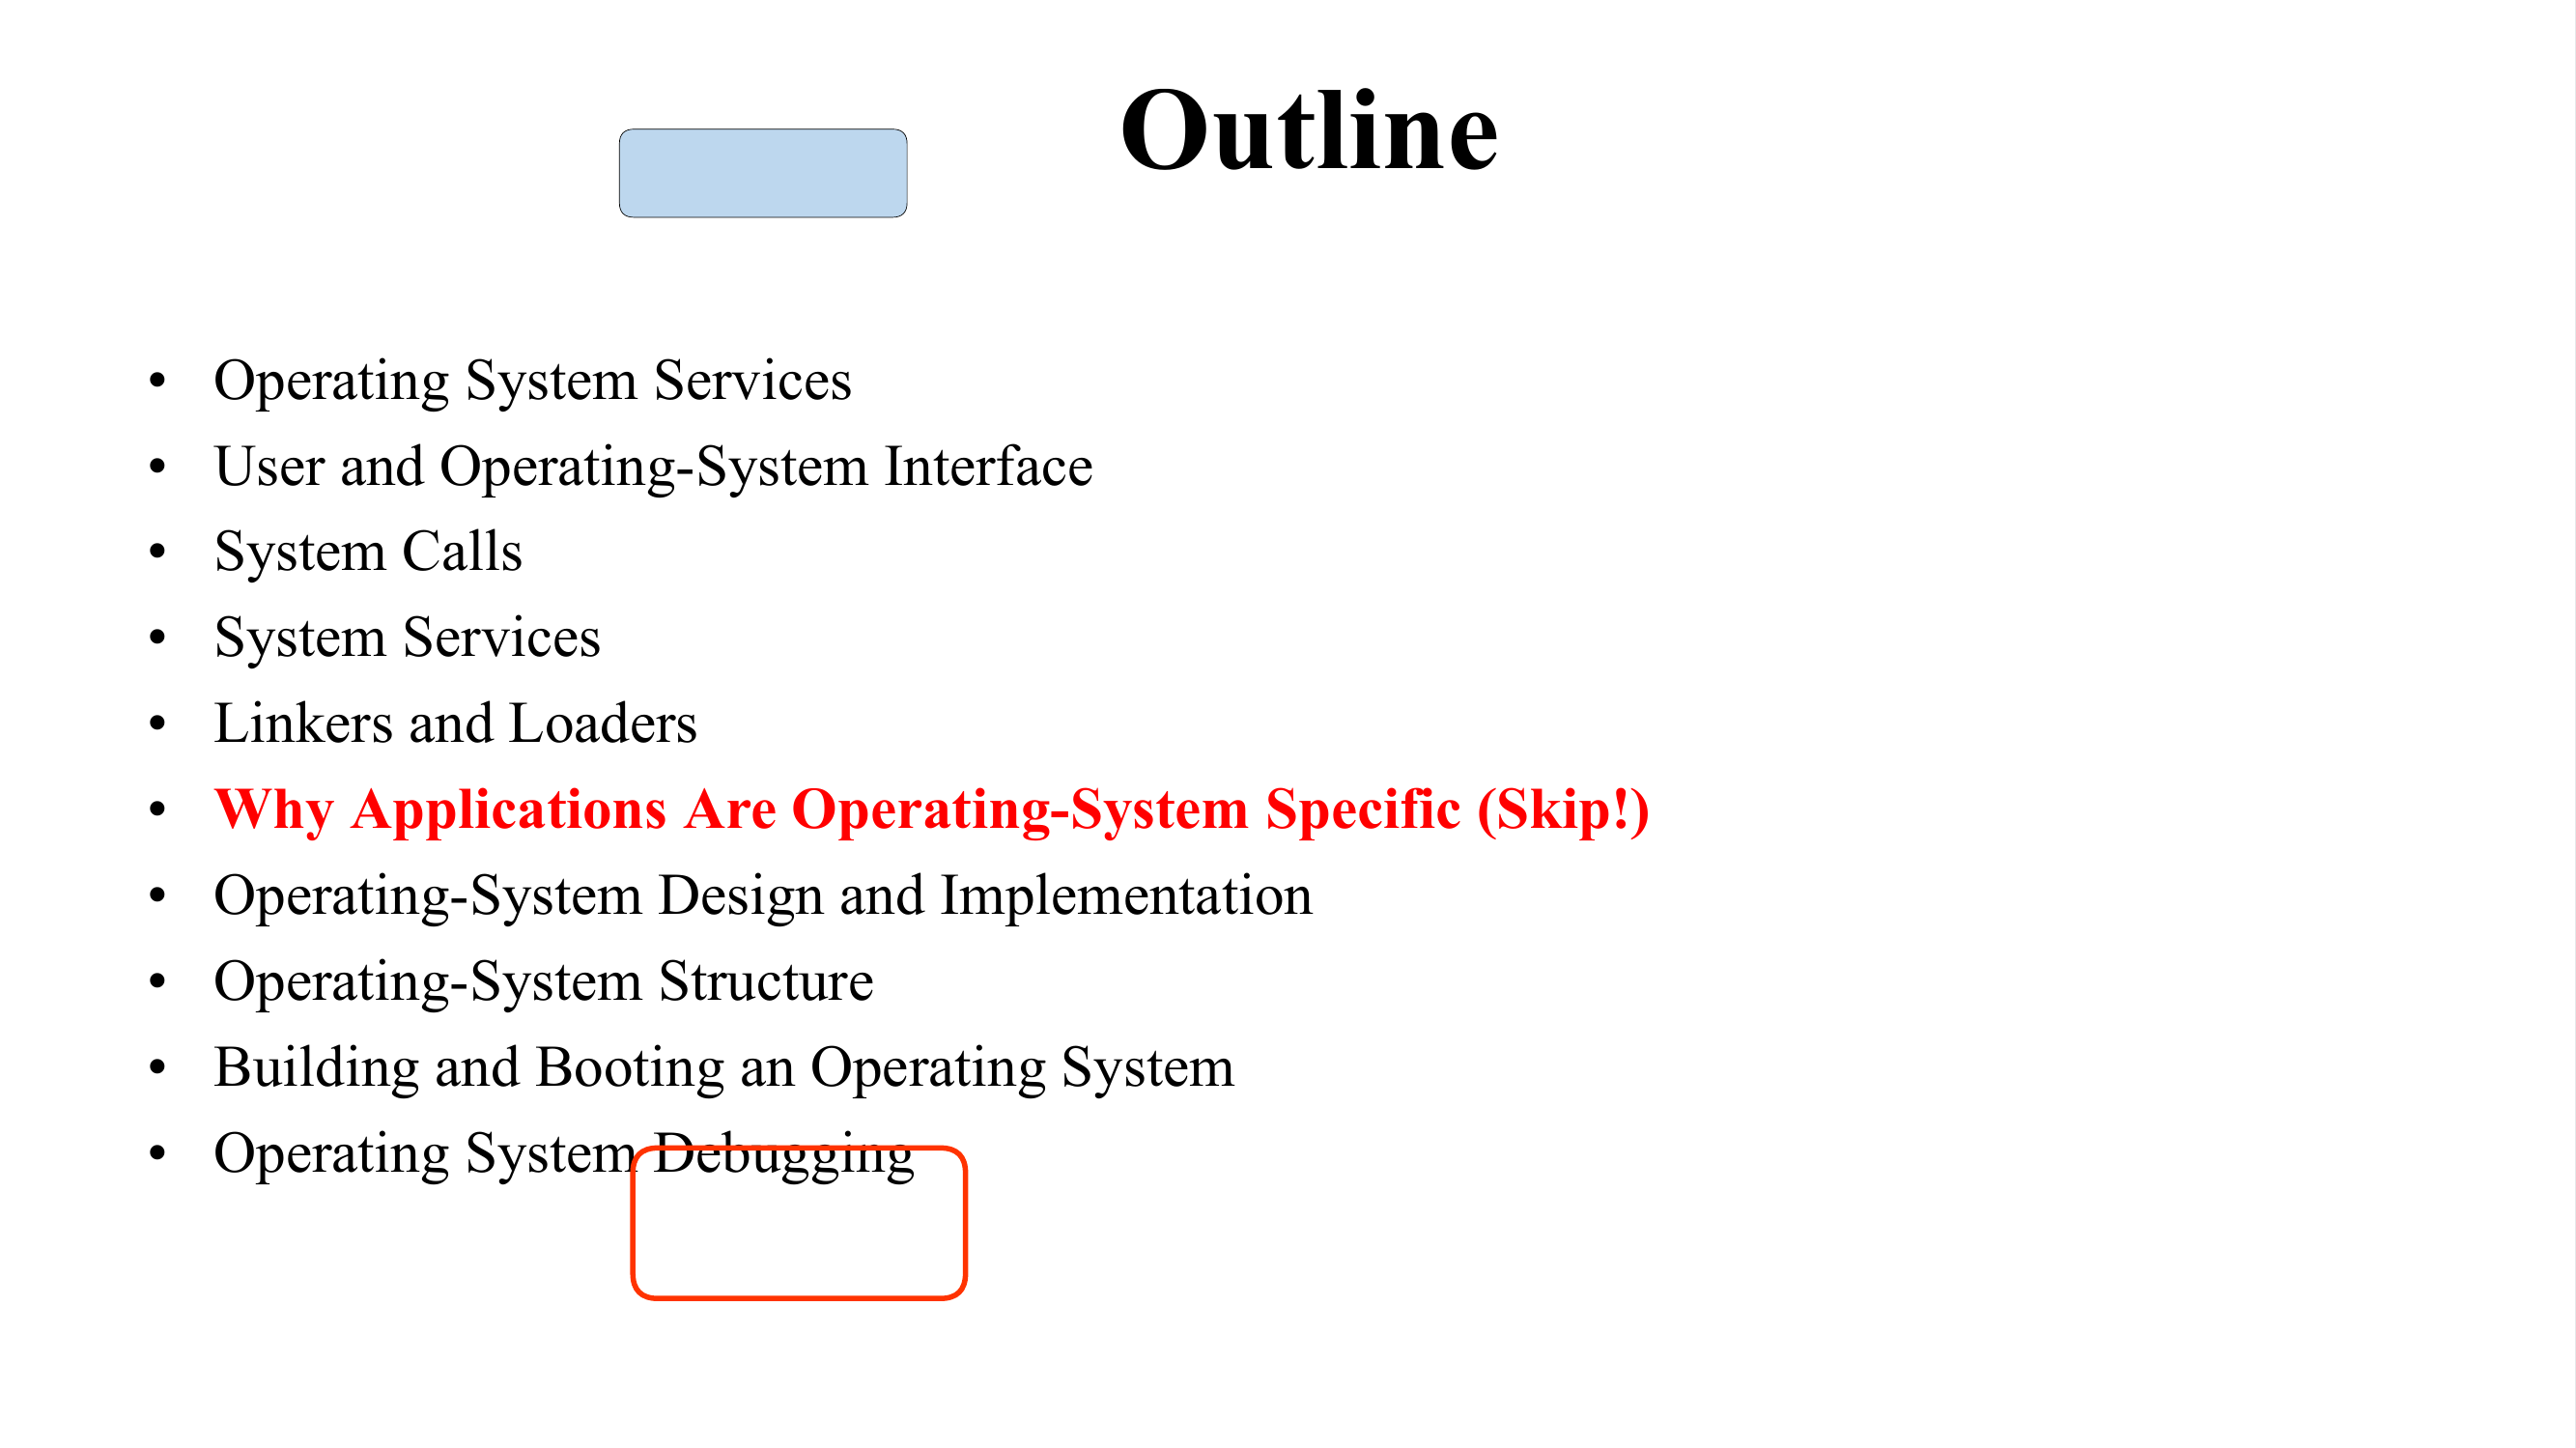 Outline
• Operating System Services
• User and Operating-System Interface
• System Calls
• System Services
• Linkers and Loaders
• Why Applications Are Operating-System Specific (Skip!)
• Operating-System Design and Implementation
• Operating-System Structure
• Building and Booting an Operating System
• Operating System Debugging